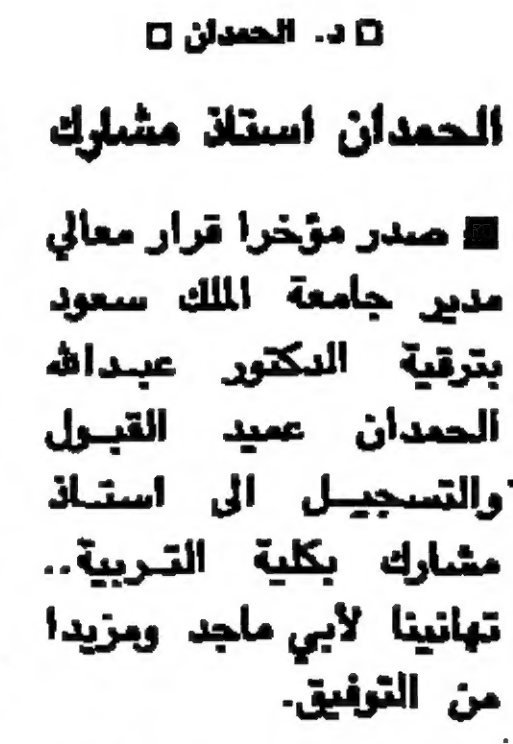 □ د. الحمدان □
الحمدان استاذ مشارك
■ صدر مؤخرا قرار معالي
مدير جامعة الملك سعود
بترقية الدكتور عبدالله
الحمدان عميد القبول
والتسجيل الى استاذ
مشارك بكلية التربية..
تهانينا لأبي ماجد ومزيدا
من التوفيق.